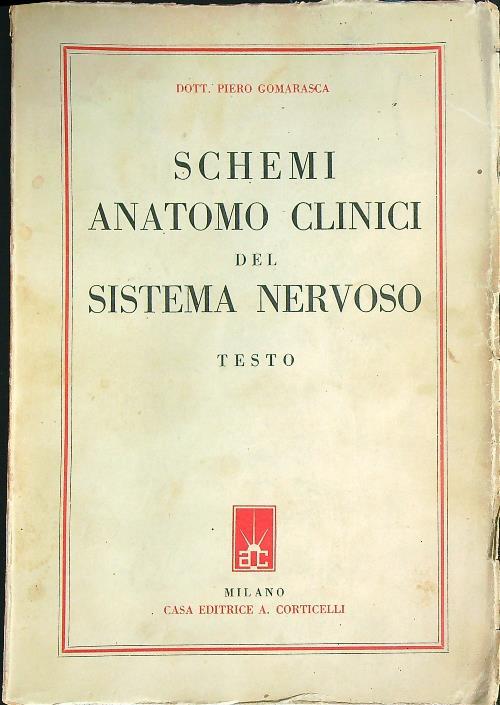 DOTT. PIERO GOMARASCA
SCHEMI
ANATOMO CLINICI
DEL
SISTEMA NERVOSO
TESTO
ac
MILANO
CASA EDITRICE A. CORTICELLI